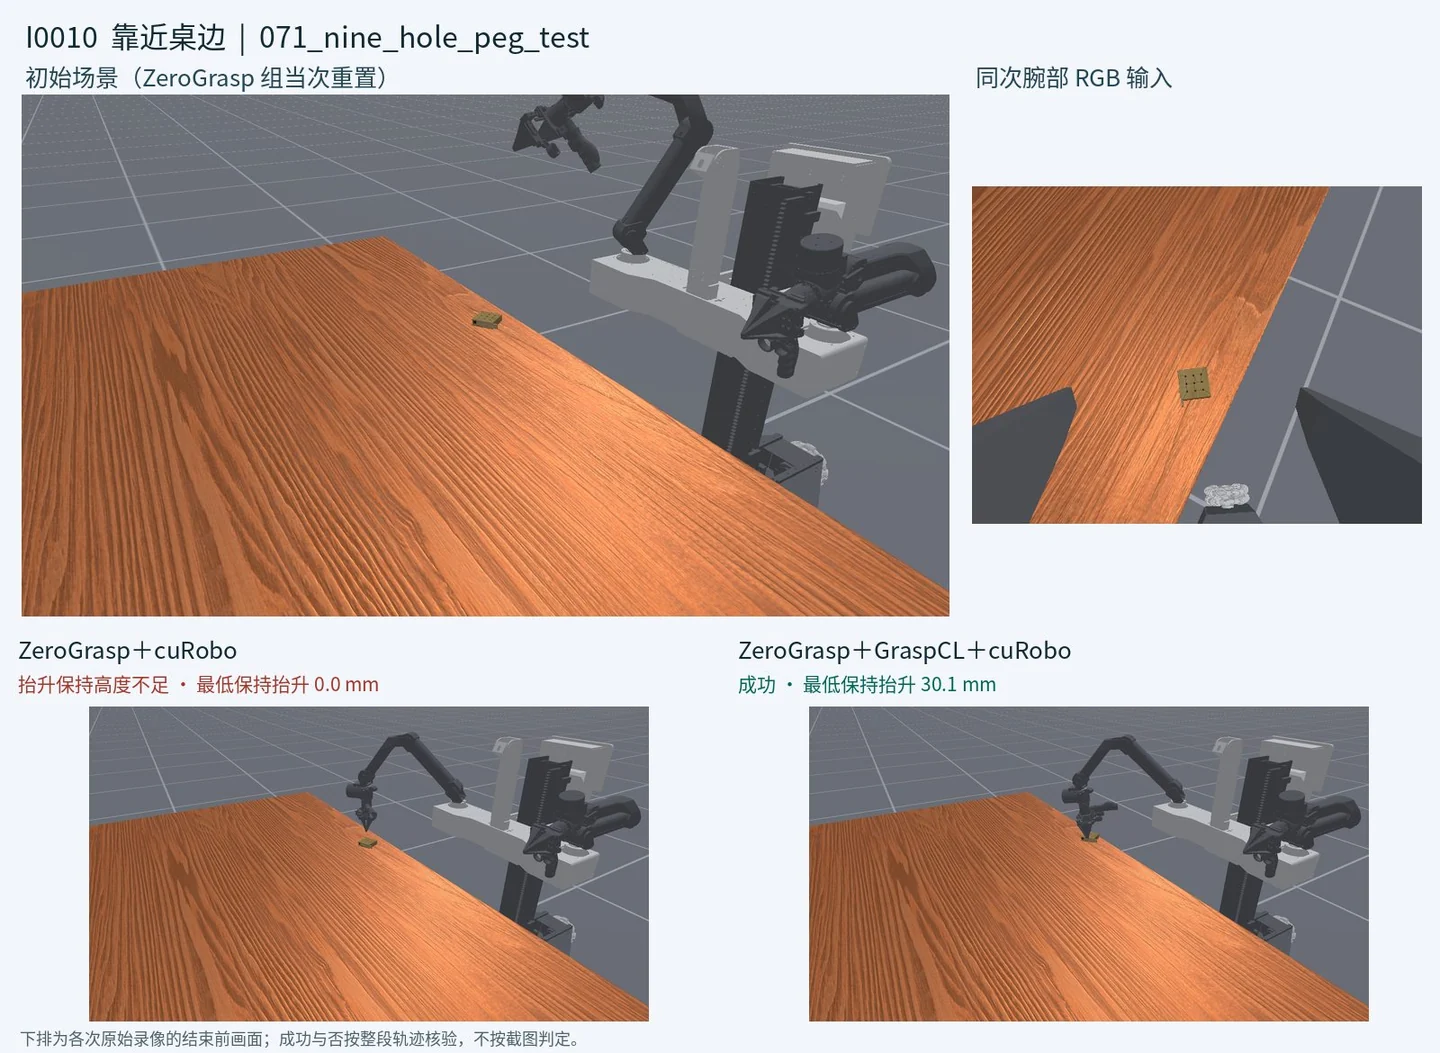 I0010 靠近桌边 | 071_nine_hole_peg_test
初始场景（ZeroGrasp 组当次重置）
同次腕部 RGB 输入
ZeroGrasp＋cuRobo
抬升保持高度不足 · 最低保持抬升 0.0 mm
ZeroGrasp＋GraspCL＋cuRobo
成功 · 最低保持抬升 30.1 mm
下排为各次原始录像的结束前画面；成功与否按整段轨迹核验，不按截图判定。